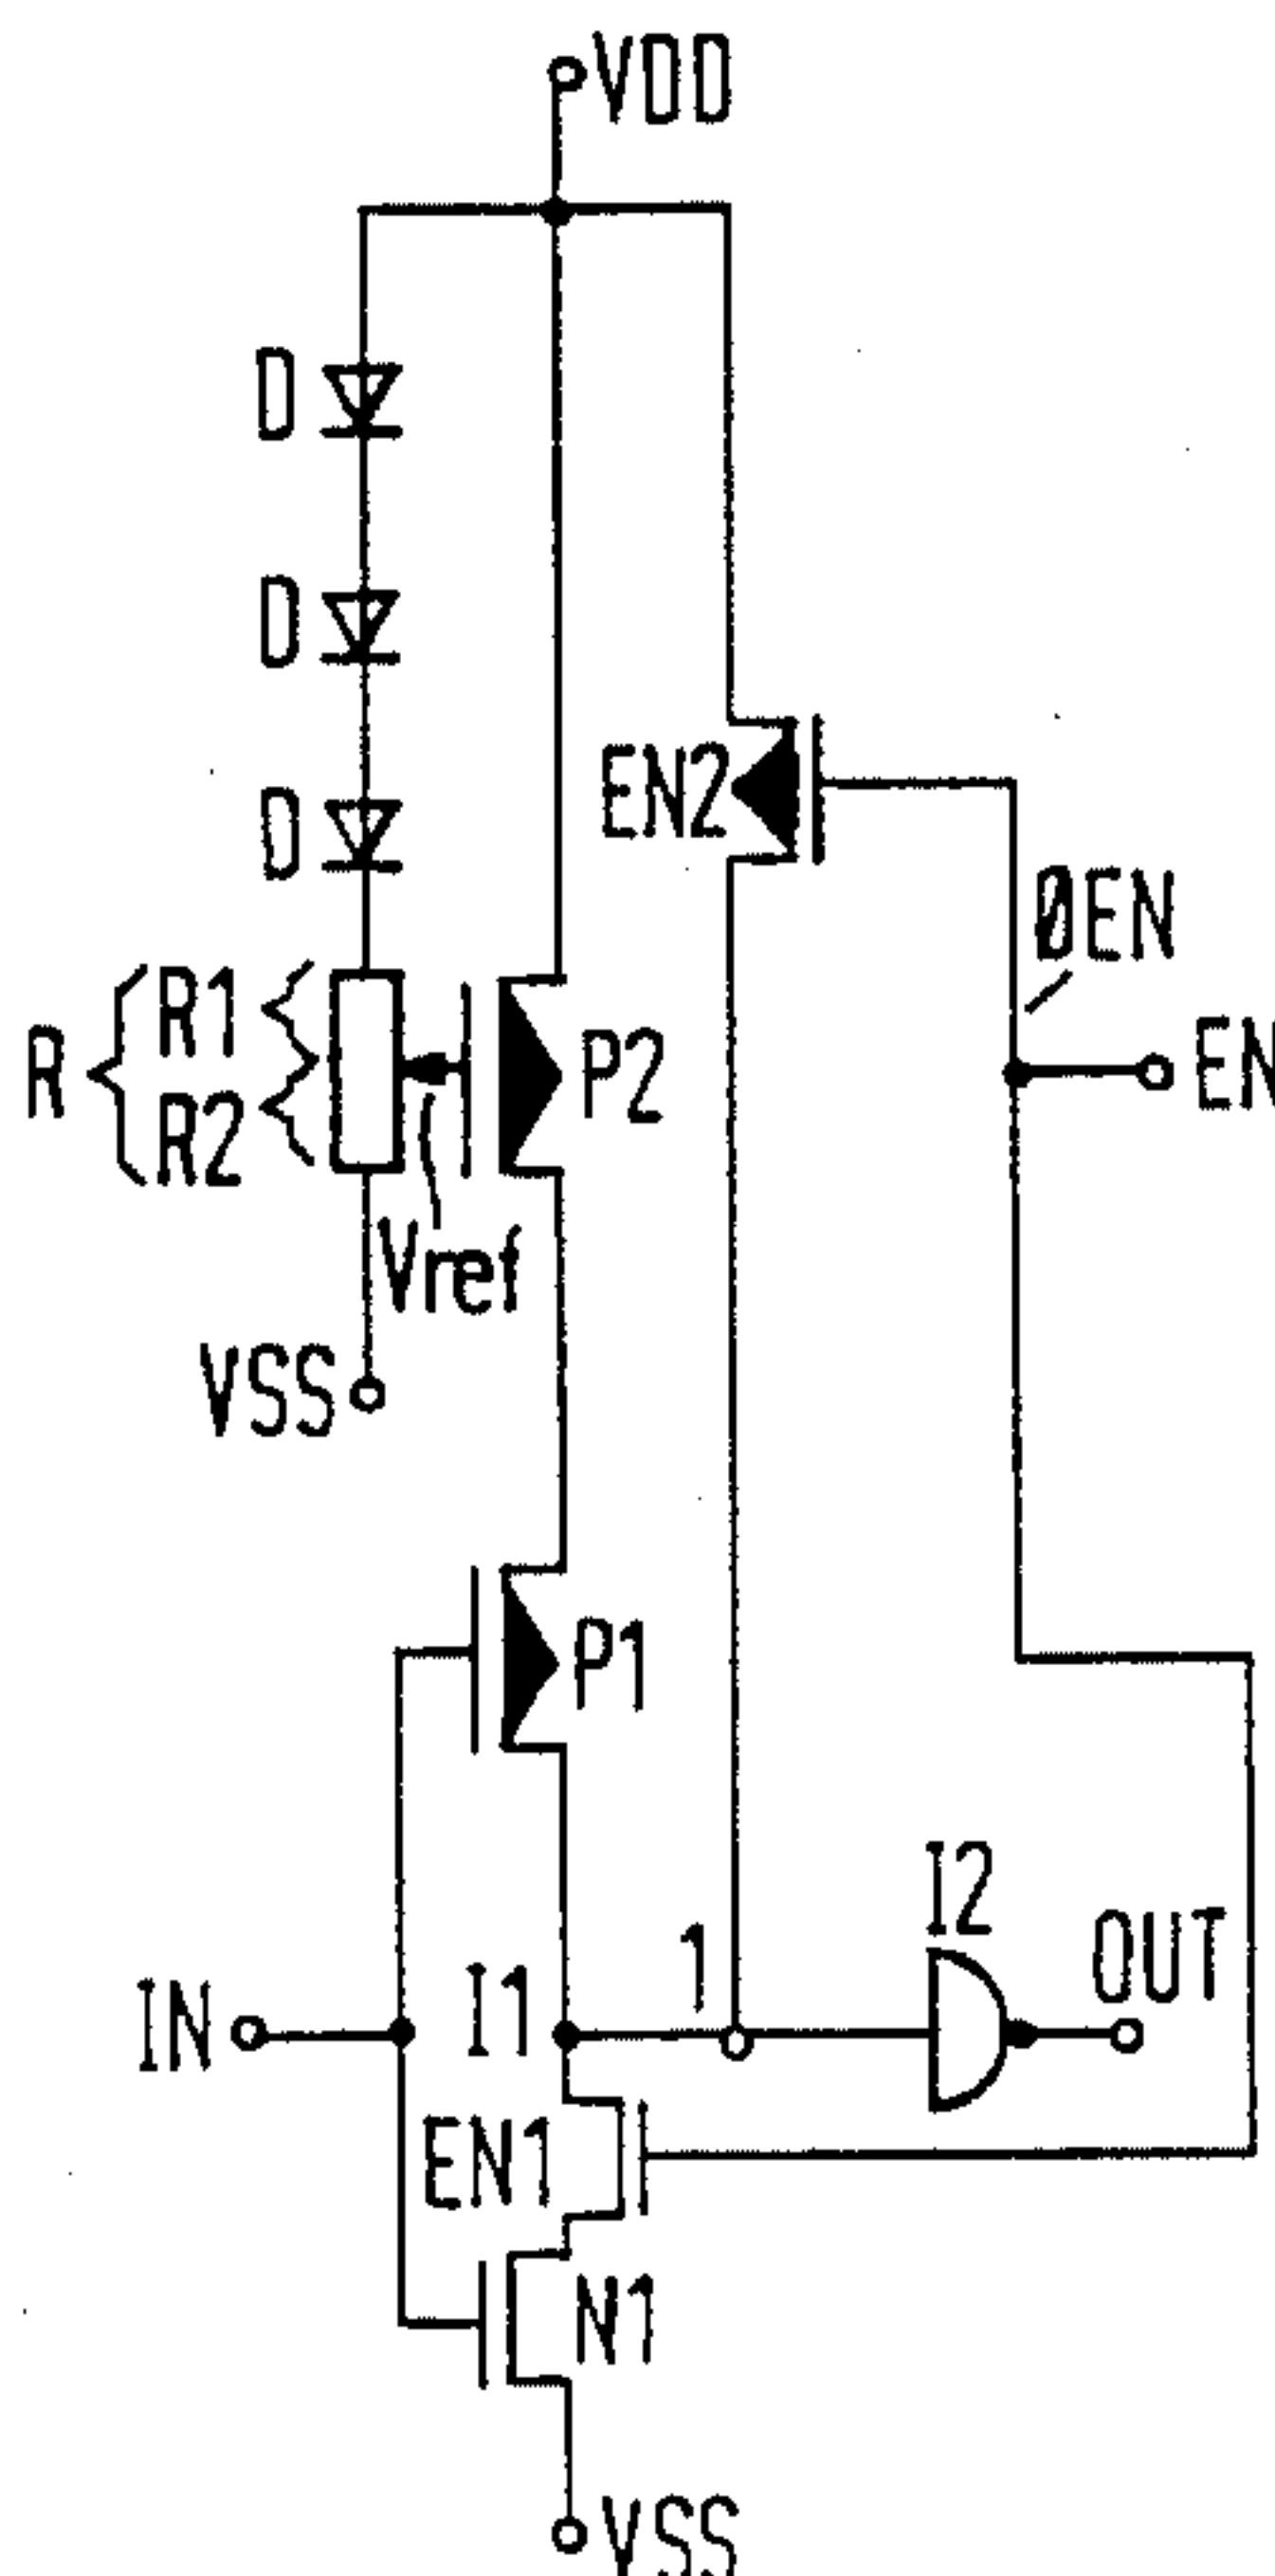 VDD
D
D
EN2
D
ØEN
R1
R
P2
EN
R2
Vref
VSS
P1
I2
OUT
1
IN
I1
EN1
N1
VSS